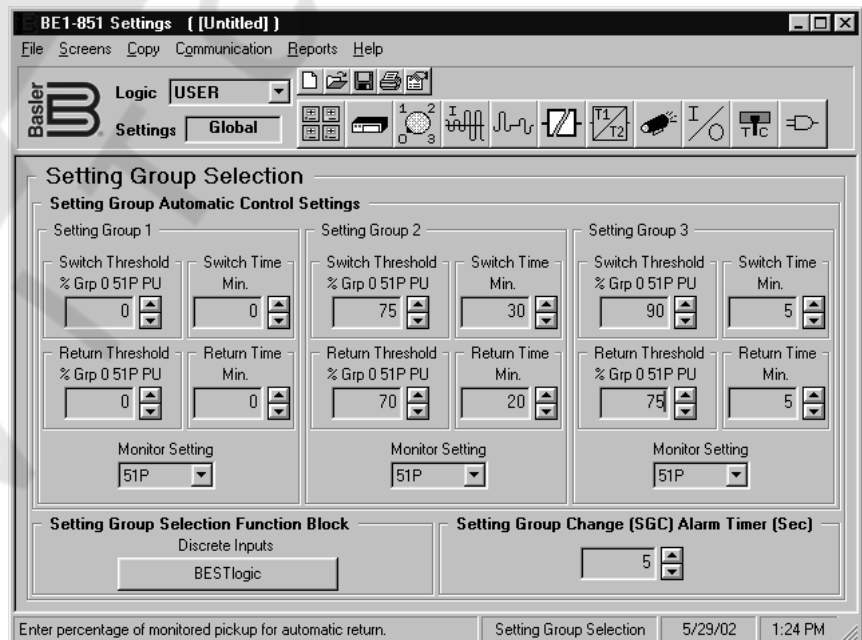 BE1-851 Settings ( [Untitled] )
File Screens Copy Communication Reports Help
Basler
Logic USER
Settings Global
0 1 2 3
I
T1 T2
I O
T C
Setting Group Selection
Setting Group Automatic Control Settings
Setting Group 1
Switch Threshold
% Grp 0 51P PU
0
Switch Time
Min.
0
Return Threshold
% Grp 0 51P PU
0
Return Time
Min.
0
Monitor Setting
51P
Setting Group 2
Switch Threshold
% Grp 0 51P PU
75
Switch Time
Min.
30
Return Threshold
% Grp 0 51P PU
70
Return Time
Min.
20
Monitor Setting
51P
Setting Group 3
Switch Threshold
% Grp 0 51P PU
90
Switch Time
Min.
5
Return Threshold
% Grp 0 51P PU
75
Return Time
Min.
5
Monitor Setting
51P
Setting Group Selection Function Block
Discrete Inputs
BESTlogic
Setting Group Change (SGC) Alarm Timer (Sec)
5
Enter percentage of monitored pickup for automatic return.
Setting Group Selection
5/29/02
1:24 PM